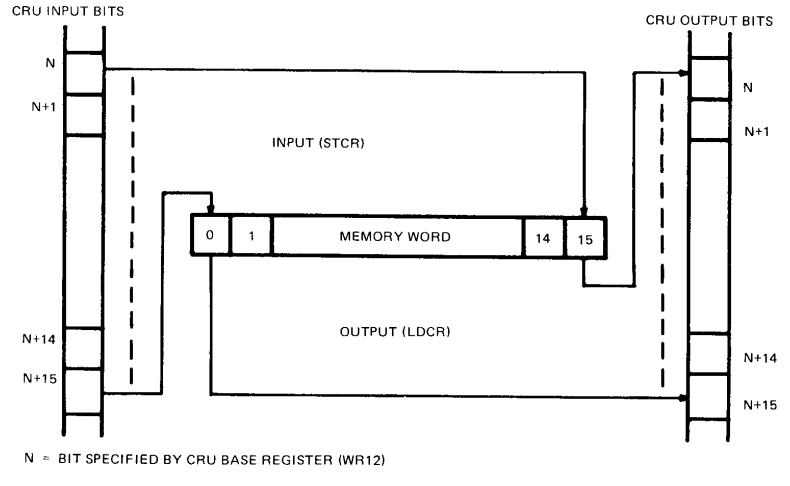 CRU INPUT BITS
CRU OUTPUT BITS
N
N
N+1
N+1
INPUT (STCR)
0
1
MEMORY WORD
14
15
OUTPUT (LDCR)
N+14
N+14
N+15
N+15
N = BIT SPECIFIED BY CRU BASE REGISTER (WR12)